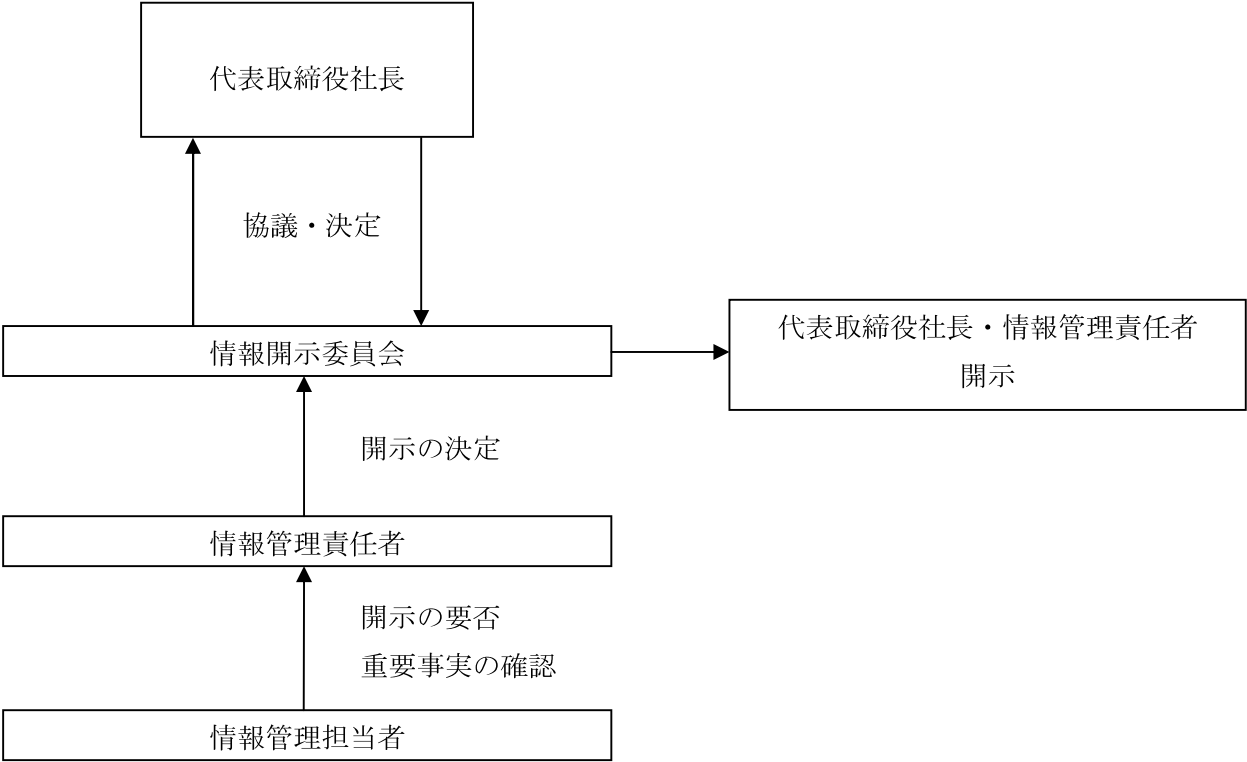 代表取締役社長
協議・決定
情報開示委員会
代表取締役社長・情報管理責任者
開示
開示の決定
情報管理責任者
開示の要否
重要事実の確認
情報管理担当者